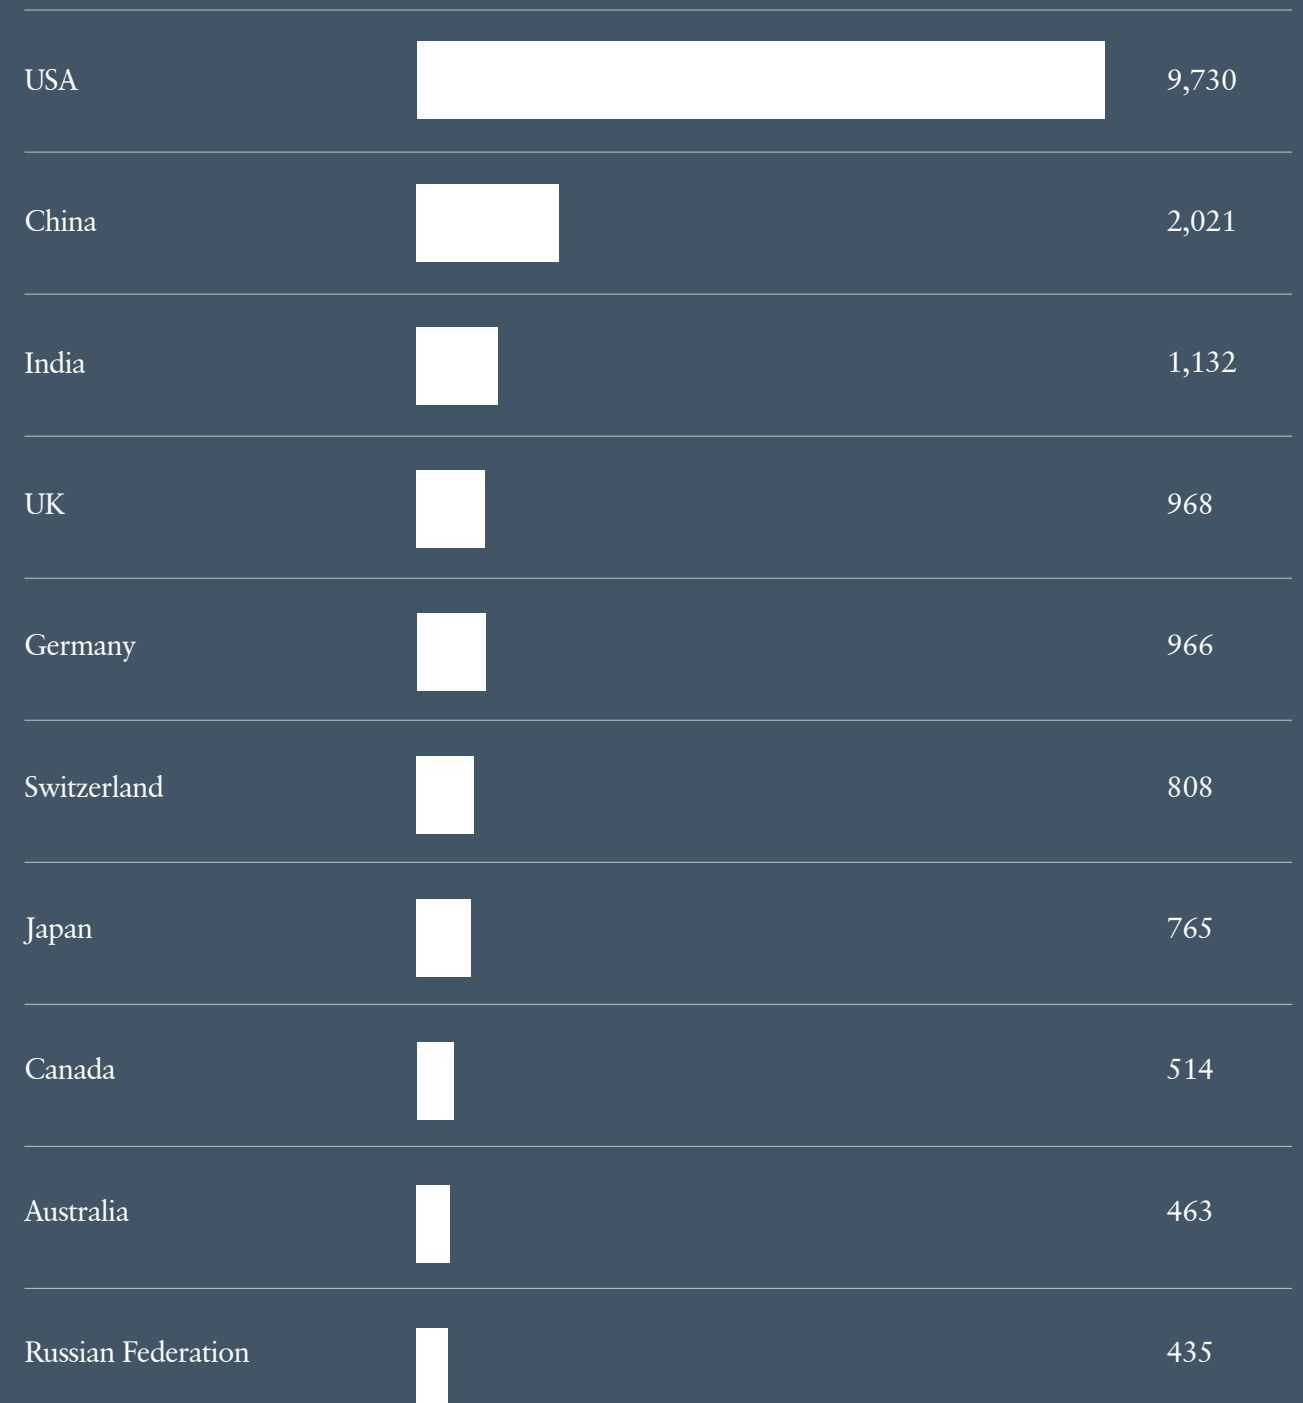 USA 9,730
China 2,021
India 1,132
UK 968
Germany 966
Switzerland 808
Japan 765
Canada 514
Australia 463
Russian Federation 435